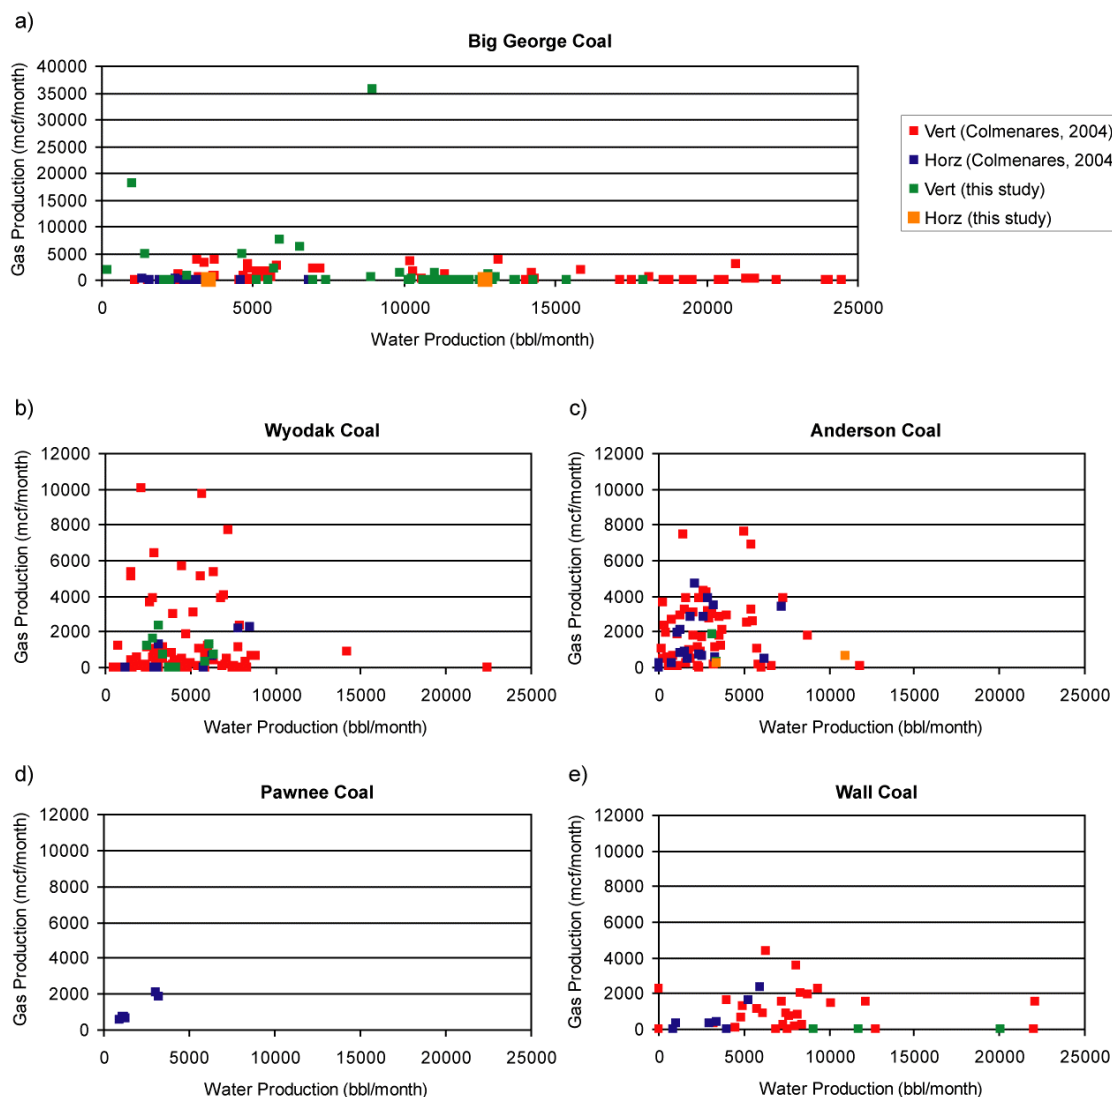 a)
Big George Coal
Gas Production (mcf/month)
40000
35000
30000
25000
20000
15000
10000
5000
0
0 5000 10000 15000 20000 25000
Water Production (bbl/month)
Vert (Colmenares, 2004)
Horz (Colmenares, 2004
Vert (this study)
Horz (this study)
b)
Wyodak Coal
Gas Production (mcf/month)
12000
10000
8000
6000
4000
2000
0
0 5000 10000 15000 20000 25000
Water Production (bbl/month)
c)
Anderson Coal
Gas Production (mcf/month)
12000
10000
8000
6000
4000
2000
0
0 5000 10000 15000 20000 25000
Water Production (bbl/month)
d)
Pawnee Coal
Gas Production (mcf/month)
12000
10000
8000
6000
4000
2000
0
0 5000 10000 15000 20000 25000
Water Production (bbl/month)
e)
Wall Coal
Gas Production (mcf/month)
12000
10000
8000
6000
4000
2000
0
0 5000 10000 15000 20000 25000
Water Production (bbl/month)